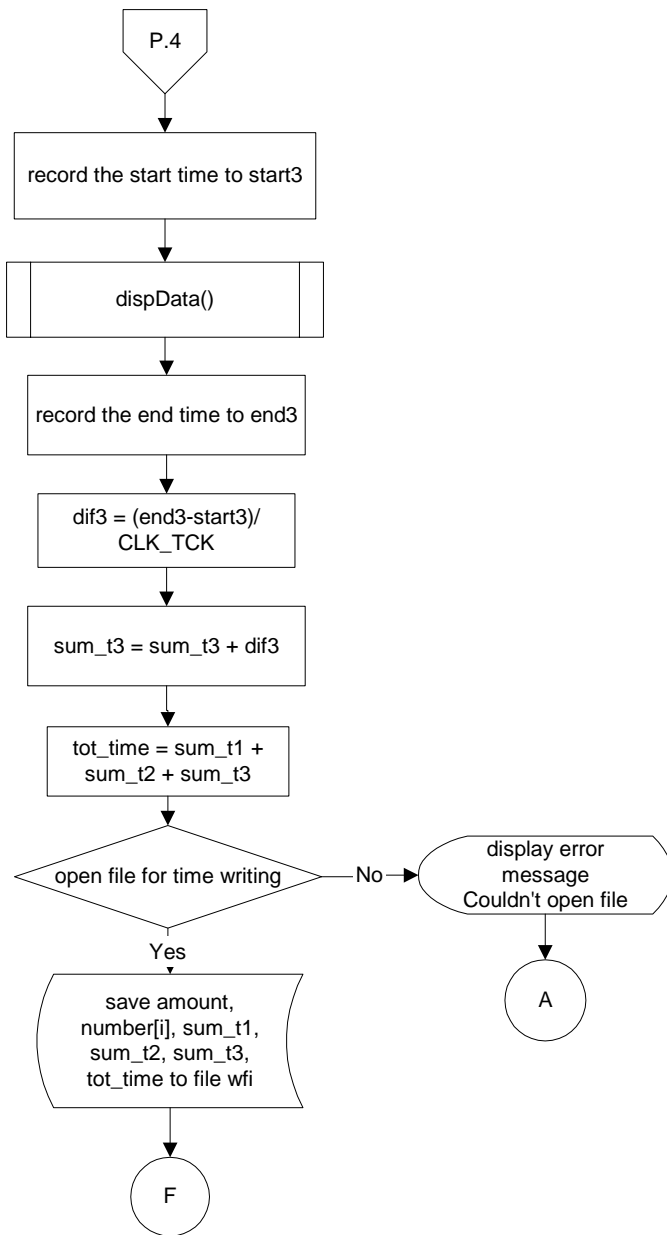 P.4
record the start time to start3
dispData()
record the end time to end3
dif3 = (end3-start3)/
CLK_TCK
sum_t3 = sum_t3 + dif3
tot_time = sum_t1 +
sum_t2 + sum_t3
open file for time writing
No
display error
message
Couldn't open file
Yes
A
save amount,
number[i], sum_t1,
sum_t2, sum_t3,
tot_time to file wfi
F